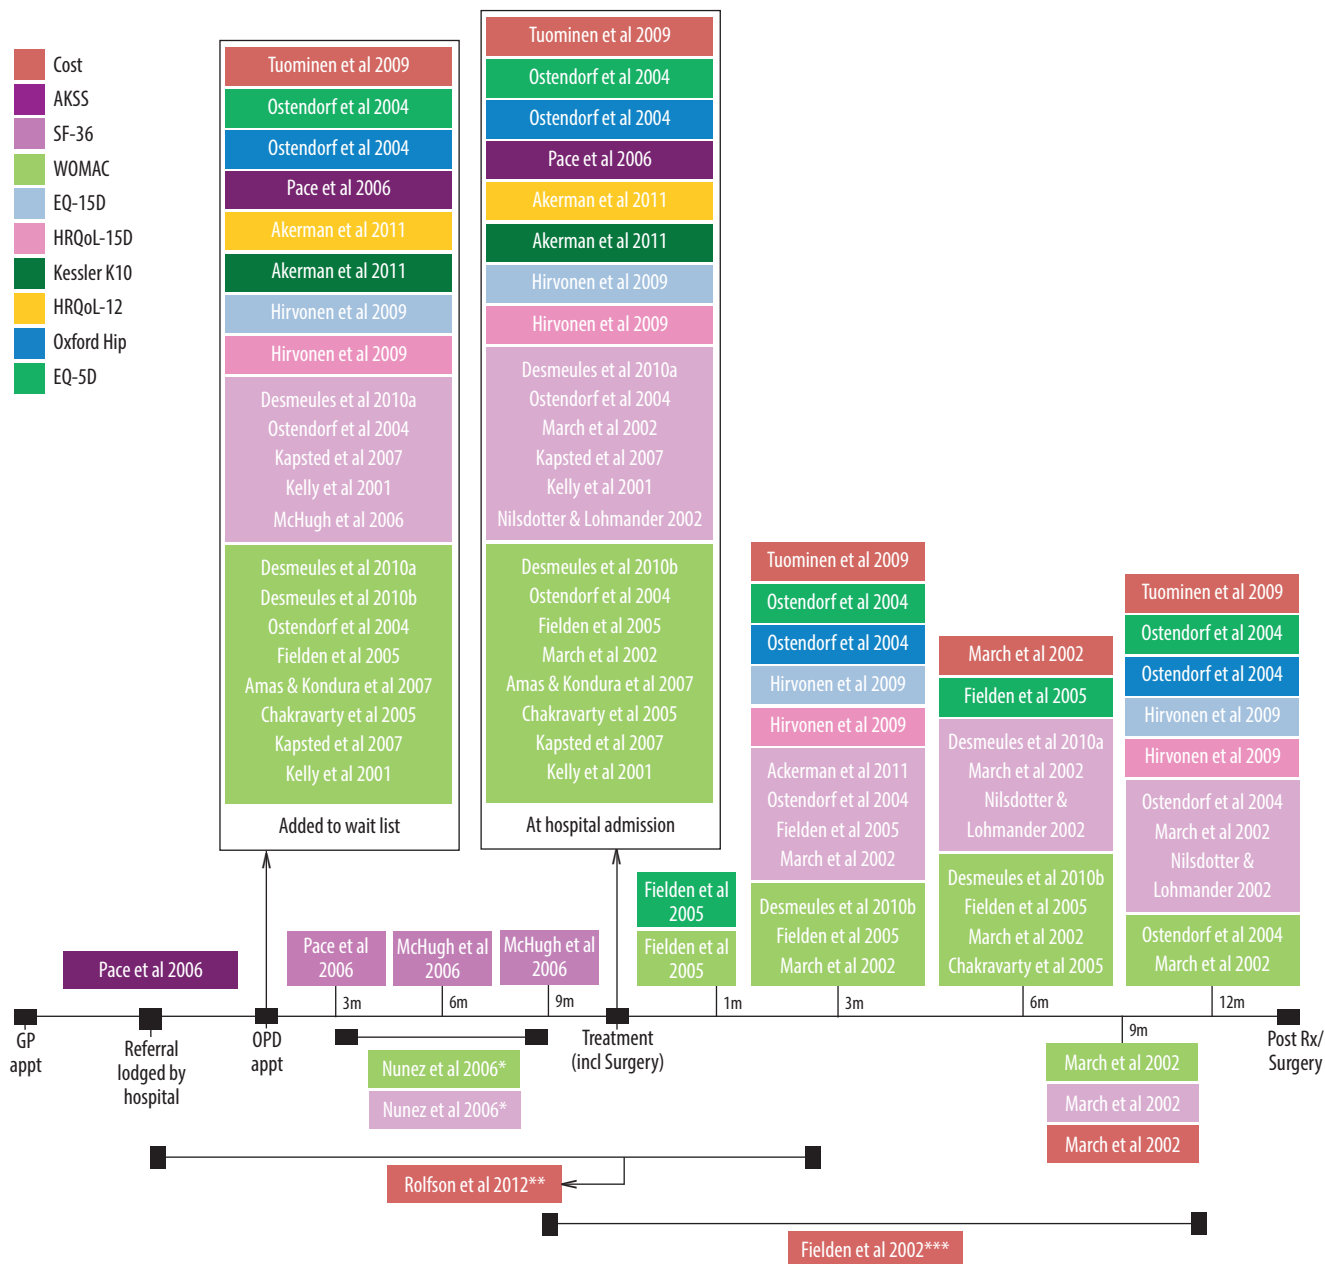 Cost
AKSS
SF-36
WOMAC
EQ-15D
HRQoL-15D
Kessler K10
HRQoL-12
Oxford Hip
EQ-5D
Tuominen et al 2009
Ostendorf et al 2004
Ostendorf et al 2004
Pace et al 2006
Akerman et al 2011
Akerman et al 2011
Hirvonen et al 2009
Hirvonen et al 2009
Desmeules et al 2010a
Ostendorf et al 2004
Kapsted et al 2007
Kelly et al 2001
McHugh et al 2006
Desmeules et al 2010a
Desmeules et al 2010b
Ostendorf et al 2004
Fielden et al 2005
Amas & Kondura et al 2007
Chakravarty et al 2005
Kapsted et al 2007
Kelly et al 2001
Added to wait list
Tuominen et al 2009
Ostendorf et al 2004
Ostendorf et al 2004
Pace et al 2006
Akerman et al 2011
Akerman et al 2011
Hirvonen et al 2009
Hirvonen et al 2009
Desmeules et al 2010a
Ostendorf et al 2004
March et al 2002
Kapsted et al 2007
Kelly et al 2001
Nilsdotter & Lohmander 2002
Desmeules et al 2010b
Ostendorf et al 2004
Fielden et al 2005
March et al 2002
Amas & Kondura et al 2007
Chakravarty et al 2005
Kapsted et al 2007
Kelly et al 2001
At hospital admission
Tuominen et al 2009
Ostendorf et al 2004
Ostendorf et al 2004
Hirvonen et al 2009
Hirvonen et al 2009
Ackerman et al 2011
Ostendorf et al 2004
Fielden et al 2005
March et al 2002
Desmeules et al 2010b
Fielden et al 2005
March et al 2002
March et al 2002
Fielden et al 2005
Desmeules et al 2010a
March et al 2002
Nilsdotter &
Lohmander 2002
Desmeules et al 2010b
Fielden et al 2005
March et al 2002
Chakravarty et al 2005
Tuominen et al 2009
Ostendorf et al 2004
Ostendorf et al 2004
Hirvonen et al 2009
Hirvonen et al 2009
Ostendorf et al 2004
March et al 2002
Nilsdotter &
Lohmander 2002
Ostendorf et al 2004
March et al 2002
Pace et al 2006
Pace et al
2006
McHugh et al
2006
McHugh et al
2006
Fielden et al
2005
Fielden et al
2005
3m
6m
9m
1m
3m
6m
12m
9m
GP
appt
Referral
lodged by
hospital
OPD
appt
Treatment
(incl Surgery)
Post Rx/
Surgery
Nunez et al 2006*
Nunez et al 2006*
March et al 2002
March et al 2002
March et al 2002
Rolfson et al 2012**
Fielden et al 2002***